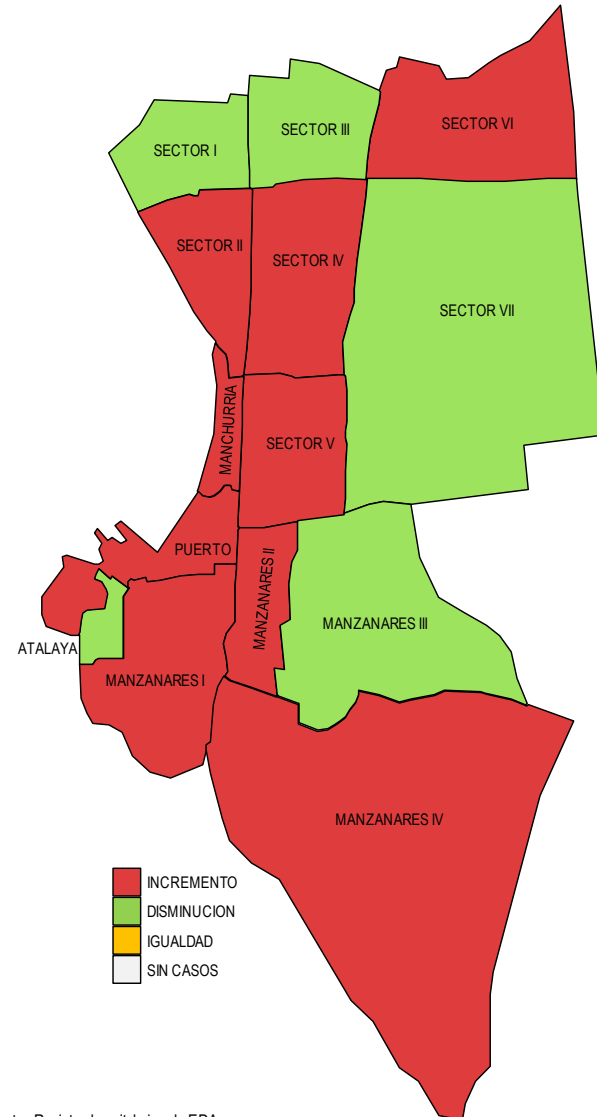 SECTOR VI
SECTOR III
SECTOR I
SECTOR II
SECTOR IV
SECTOR VII
MANCHURRIA
SECTOR V
PUERTO
MANZANARES II
MANZANARES III
ATALAYA
MANZANARES I
MANZANARES IV
INCREMENTO
DISMINUCION
IGUALDAD
SIN CASOS